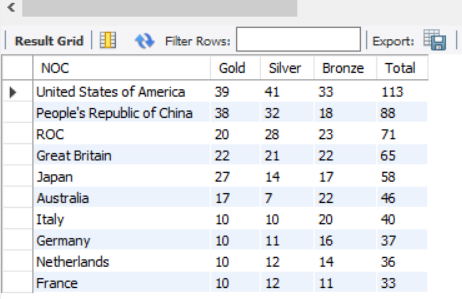 Result Grid Filter Rows: Export:
NOC Gold Silver Bronze Total
United States of America 39 41 33 113
People's Republic of China 38 32 18 88
ROC 20 28 23 71
Great Britain 22 21 22 65
Japan 27 14 17 58
Australia 17 7 22 46
Italy 10 10 20 40
Germany 10 11 16 37
Netherlands 10 12 14 36
France 10 12 11 33